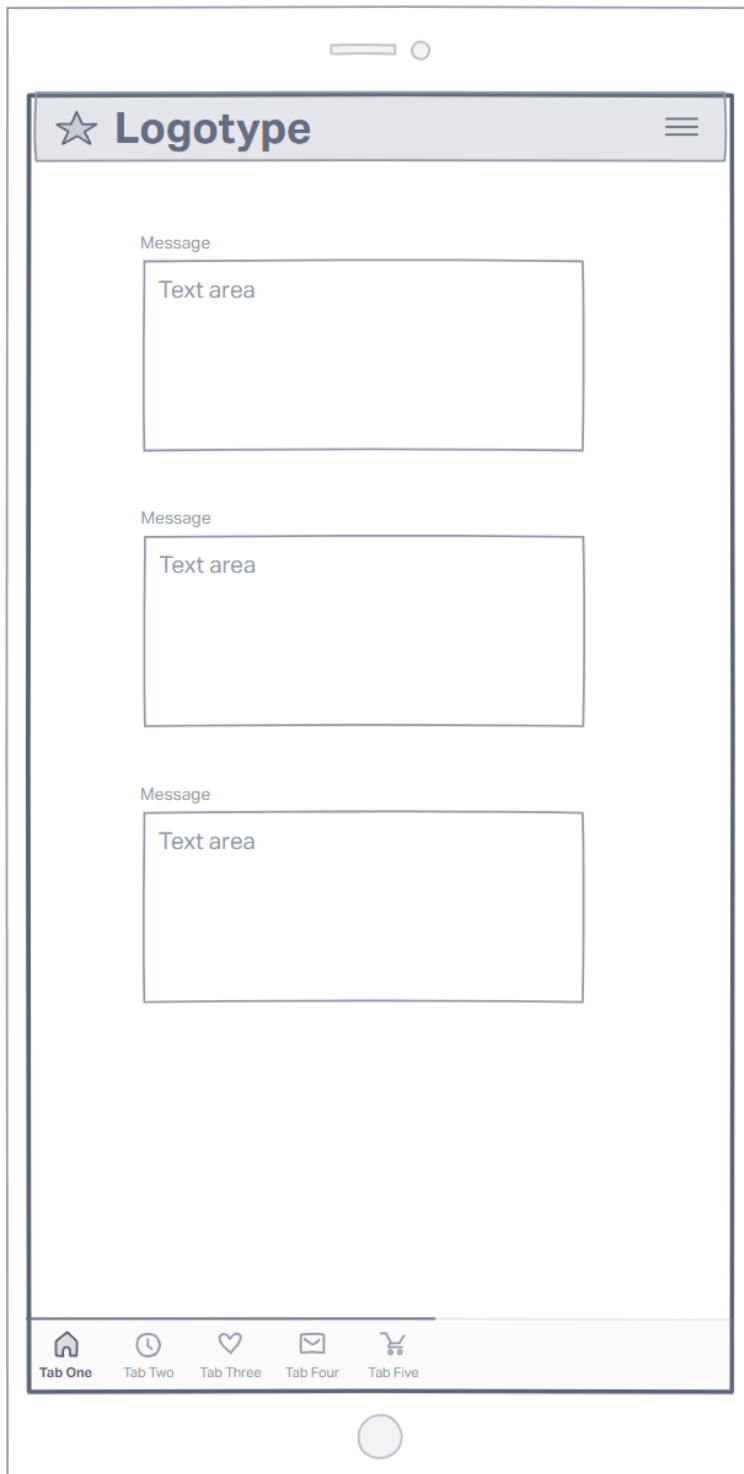 Logotype
Message
Text area
Message
Text area
Message
Text area
Tab One Tab Two Tab Three Tab Four Tab Five